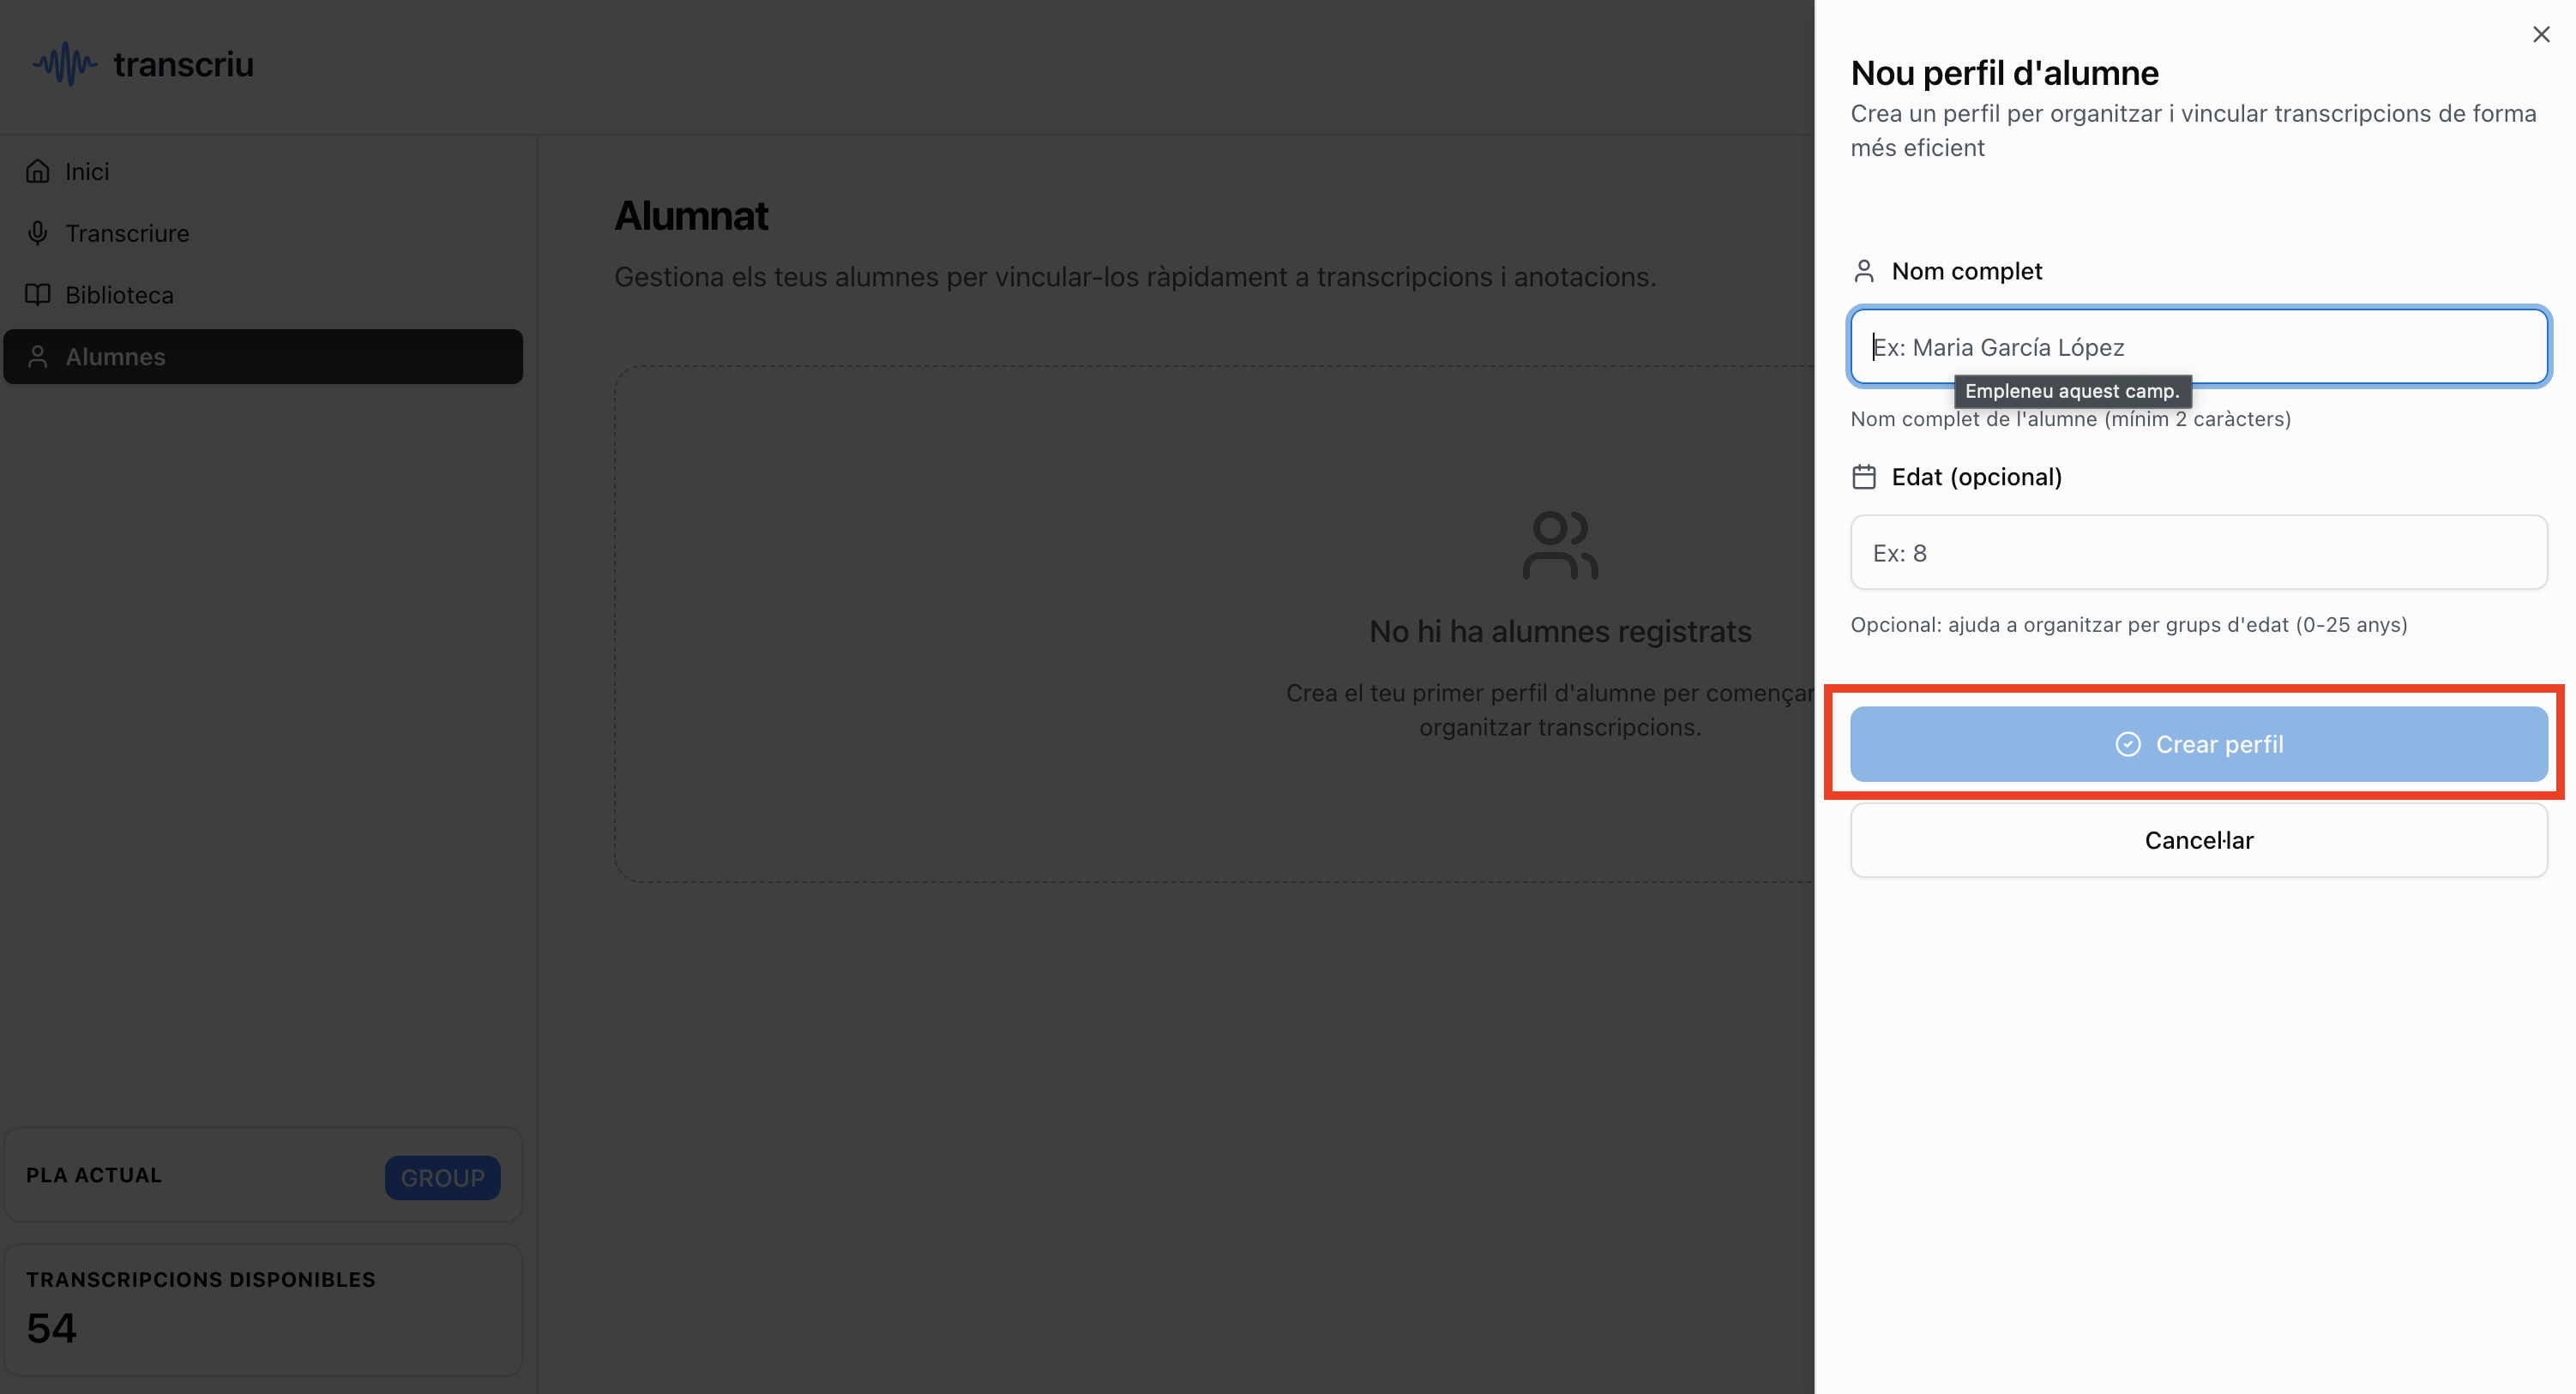 transcriu
Inici
Transcriure
Biblioteca
Alumnes
PLA ACTUAL
GROUP
TRANSCRIPCIONS DISPONIBLES
54
Alumnat
Gestiona els teus alumnes per vincular-los ràpidament a transcripcions i anotacions.
No hi ha alumnes registrats
Crea el teu primer perfil d'alumne per començar
organitzar transcripcions.
Nou perfil d'alumne
Crea un perfil per organitzar i vincular transcripcions de forma
més eficient
Nom complet
Ex: Maria García López
Empleneu aquest camp.
Nom complet de l'alumne (mínim 2 caràcters)
Edat (opcional)
Ex: 8
Opcional: ajuda a organitzar per grups d'edat (0-25 anys)
Crear perfil
Cancel·lar